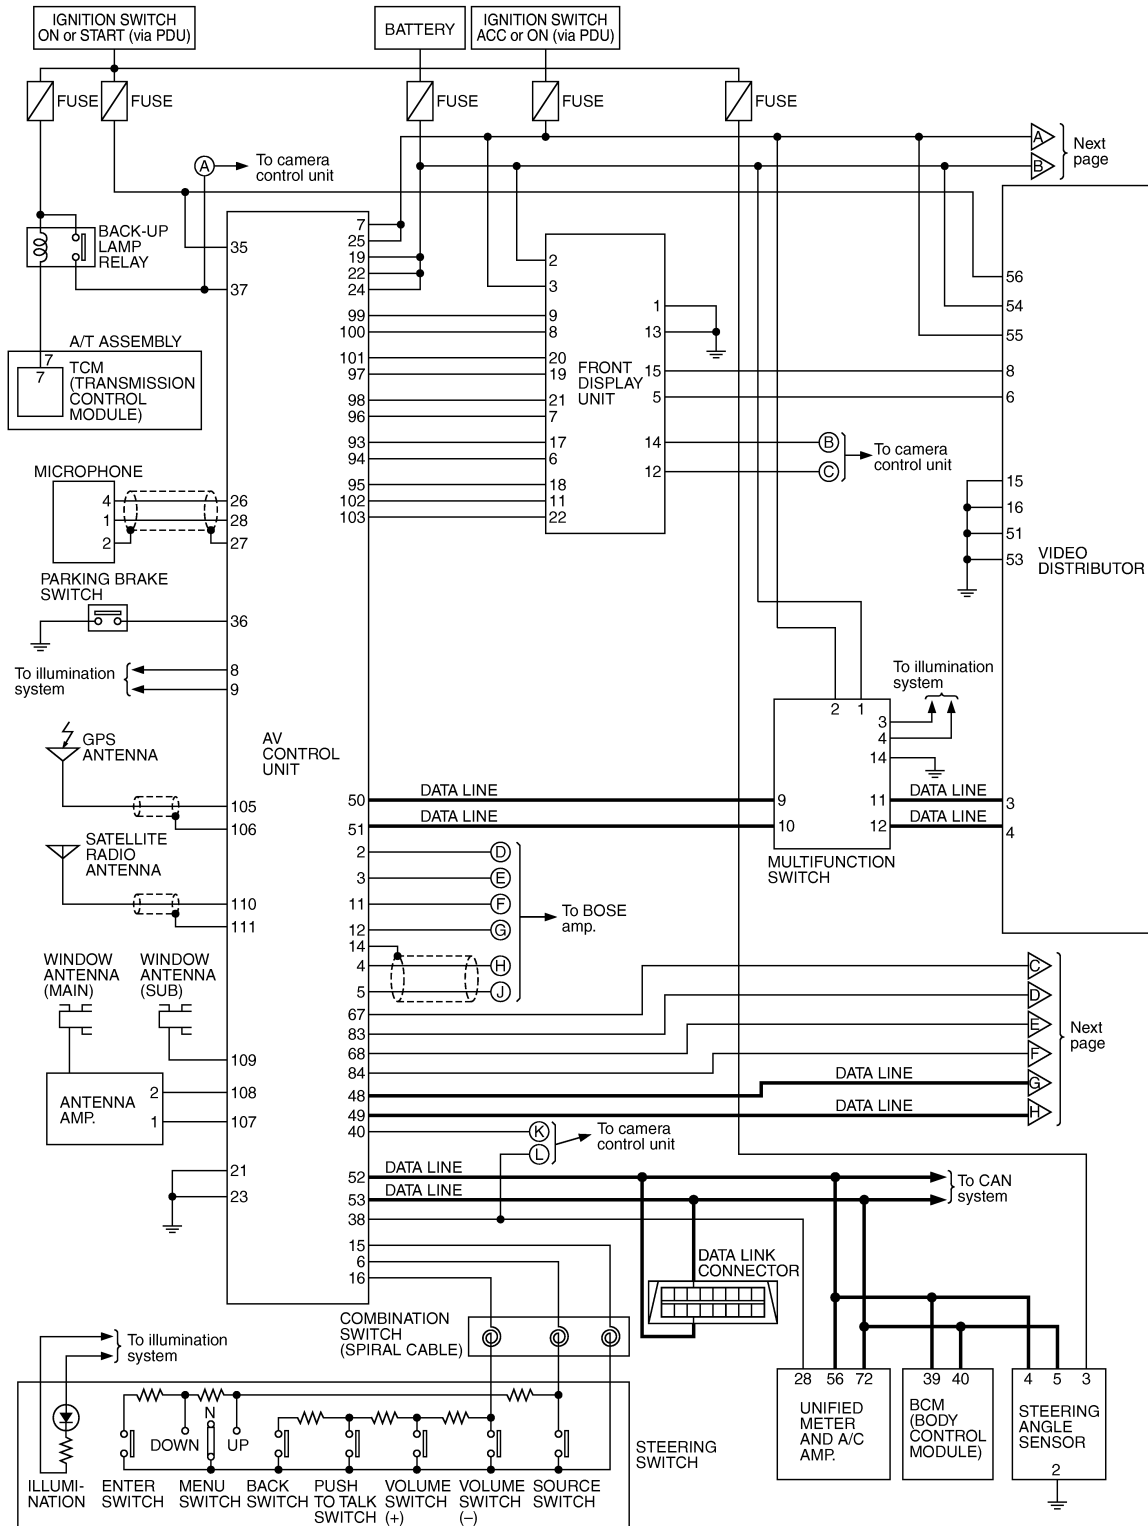 IGNITION SWITCH
ON or START (via PDU)
BATTERY
IGNITION SWITCH
ACC or ON (via PDU)
FUSE
FUSE
FUSE
FUSE
FUSE
A
To camera
control unit
A
B
Next
page
BACK-UP
LAMP
RELAY
35
37
7
25
19
22
24
99
100
101
97
98
96
93
94
95
102
103
2
3
9
8
20
19
21
7
17
6
18
11
22
FRONT
DISPLAY
UNIT
1
13
15
5
14
12
B
C
To camera
control unit
56
54
55
8
6
15
16
51
53
VIDEO
DISTRIBUTOR
A/T ASSEMBLY
7
7
TCM
(TRANSMISSION
CONTROL
MODULE)
MICROPHONE
4
1
2
26
28
27
PARKING BRAKE
SWITCH
36
To illumination
system
8
9
GPS
ANTENNA
105
106
AV
CONTROL
UNIT
SATELLITE
RADIO
ANTENNA
110
111
To illumination
system
2 1
3
4
14
50
DATA LINE
9
11
DATA LINE
3
51
DATA LINE
10
12
DATA LINE
4
MULTIFUNCTION
SWITCH
2
3
11
12
14
4
5
D
E
F
G
H
J
To BOSE
amp.
WINDOW
ANTENNA
(MAIN)
WINDOW
ANTENNA
(SUB)
109
ANTENNA
AMP.
2
1
108
107
67
83
68
84
48
49
40
C
D
E
F
DATA LINE
G
DATA LINE
H
Next
page
K
L
To camera
control unit
21
23
52
DATA LINE
53
DATA LINE
38
15
6
16
To CAN
system
DATA LINK
CONNECTOR
COMBINATION
SWITCH
(SPIRAL CABLE)
To illumination
system
28 56 72
UNIFIED
METER
AND A/C
AMP.
39 40
BCM
(BODY
CONTROL
MODULE)
4 5 3
STEERING
ANGLE
SENSOR
2
N
DOWN
UP
STEERING
SWITCH
ILLUMI-
NATION
ENTER
SWITCH
MENU
SWITCH
BACK
SWITCH
PUSH
TO TALK
SWITCH
VOLUME
SWITCH
(+)
VOLUME
SWITCH
(–)
SOURCE
SWITCH